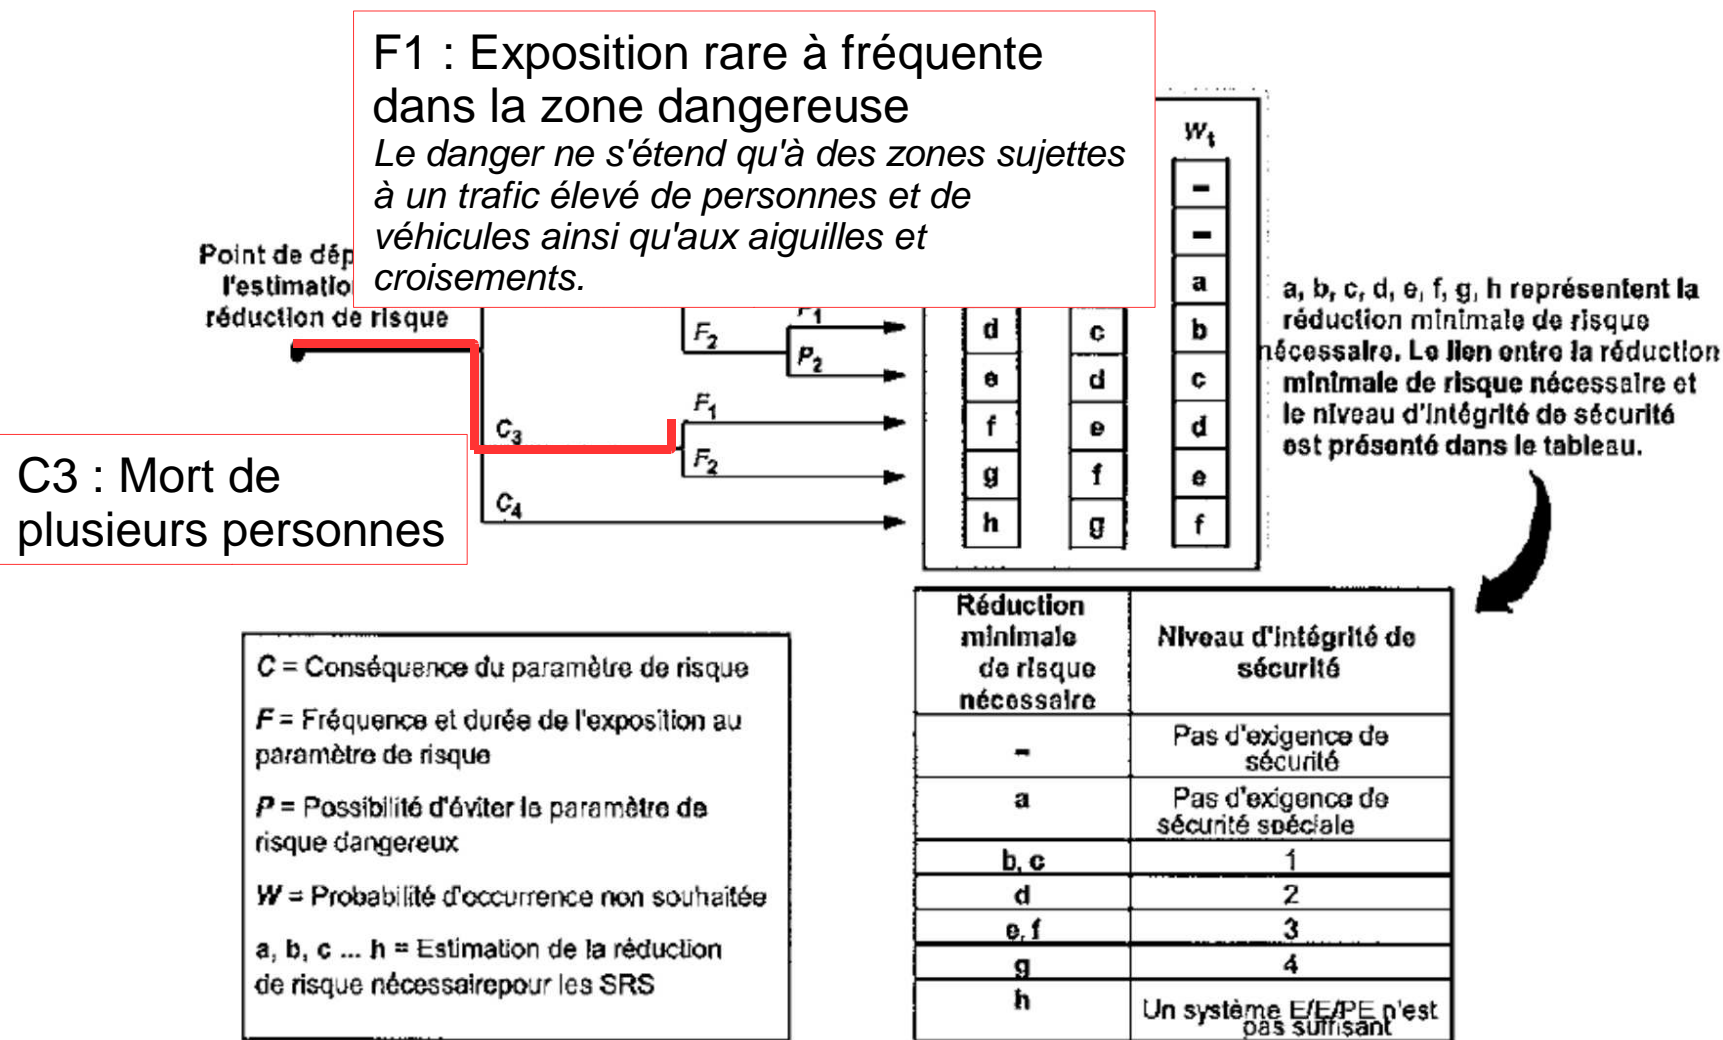 F1 : Exposition rare à fréquente
dans la zone dangereuse
Le danger ne s'étend qu'à des zones sujettes
à un trafic élevé de personnes et de
véhicules ainsi qu'aux aiguilles et
croisements.
Point de
l'estimation
réduction de risque
C3 : Mort de
plusieurs personnes
C3
C4
F2
P1
P2
F1
F2
W1
- 
-
a
d c b
e d c
f e d
g f e
h g f
a, b, c, d, e, f, g, h représentent la
réduction minimale de risque
nécessaire. Le lien entre la réduction
minimale de risque nécessaire et
le niveau d'intégrité de sécurité
est présenté dans le tableau.
C = Conséquence du paramètre de risque
F = Fréquence et durée de l'exposition au
paramètre de risque
P = Possibilité d'éviter le paramètre de
risque dangereux
W = Probabilité d'occurrence non souhaitée
a, b, c ... h = Estimation de la réduction
de risque nécessairepour les SRS
Réduction
minimale
de risque
nécessaire
Niveau d'intégrité de
sécurité
- Pas d'exigence de
sécurité
a Pas d'exigence de
sécurité spéciale
b, c 1
d 2
e, f 3
g 4
h Un système E/E/PE n'est
pas suffisant